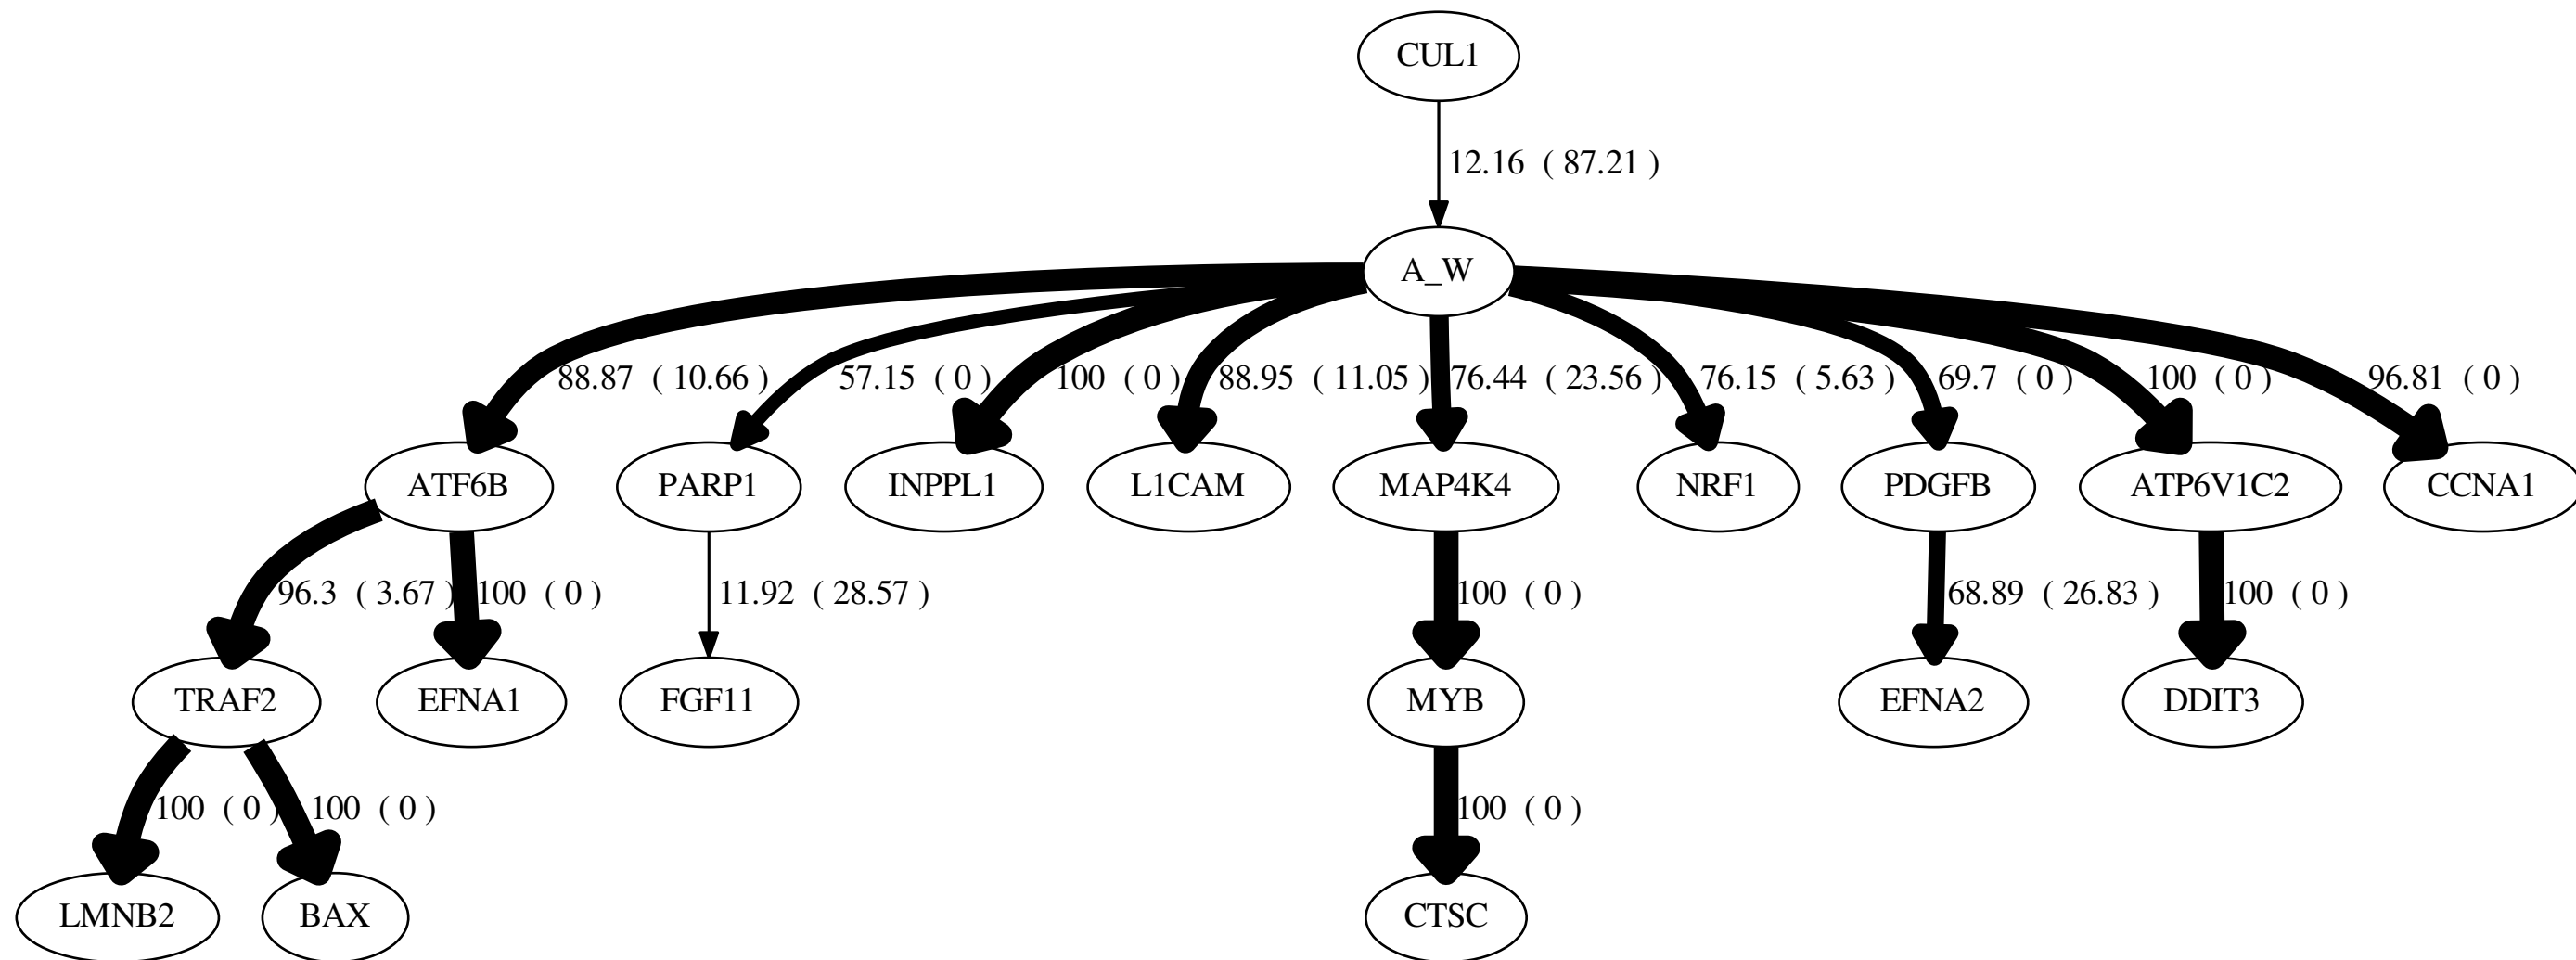 CUL1
12.16 ( 87.21 )
A_W
88.87 ( 10.66 )
57.15 ( 0 )
100 ( 0 )
88.95 ( 11.05 )
76.44 ( 23.56 )
76.15 ( 5.63 )
69.7 ( 0 )
100 ( 0 )
96.81 ( 0 )
ATF6B
PARP1
INPPL1
L1CAM
MAP4K4
NRF1
PDGFB
ATP6V1C2
CCNA1
96.3 ( 3.67 )
100 ( 0 )
11.92 ( 28.57 )
100 ( 0 )
68.89 ( 26.83 )
100 ( 0 )
TRAF2
EFNA1
FGF11
MYB
EFNA2
DDIT3
100 ( 0 )
100 ( 0 )
100 ( 0 )
LMNB2
BAX
CTSC